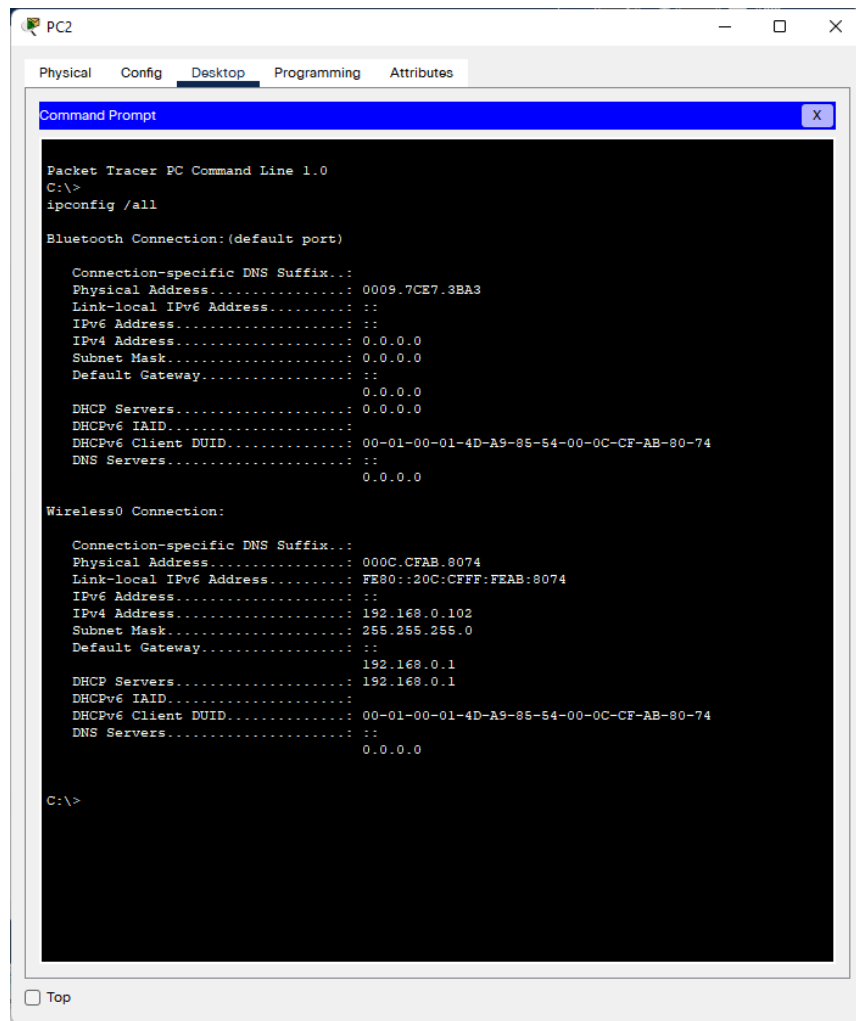 PC2
Physical Config Desktop Programming Attributes
Command Prompt X
Packet Tracer PC Command Line 1.0
C:\>
ipconfig /all
Bluetooth Connection:(default port)
Connection-specific DNS Suffix..:
Physical Address................: 0009.7CE7.3BA3
Link-local IPv6 Address.........: ::
IPv6 Address....................: ::
IPv4 Address....................: 0.0.0.0
Subnet Mask.....................: 0.0.0.0
Default Gateway.................: ::
0.0.0.0
DHCP Servers....................: 0.0.0.0
DHCPv6 IAID.....................:
DHCPv6 Client DUID..............: 00-01-00-01-4D-A9-85-54-00-0C-CF-AB-80-74
DNS Servers.....................: ::
0.0.0.0
Wireless0 Connection:
Connection-specific DNS Suffix..:
Physical Address................: 000C.CFAB.8074
Link-local IPv6 Address.........: FE80::20C:CFFF:FEAB:8074
IPv6 Address....................: ::
IPv4 Address....................: 192.168.0.102
Subnet Mask.....................: 255.255.255.0
Default Gateway.................: ::
192.168.0.1
DHCP Servers....................: 192.168.0.1
DHCPv6 IAID.....................:
DHCPv6 Client DUID..............: 00-01-00-01-4D-A9-85-54-00-0C-CF-AB-80-74
DNS Servers.....................: ::
0.0.0.0
C:\>
Top